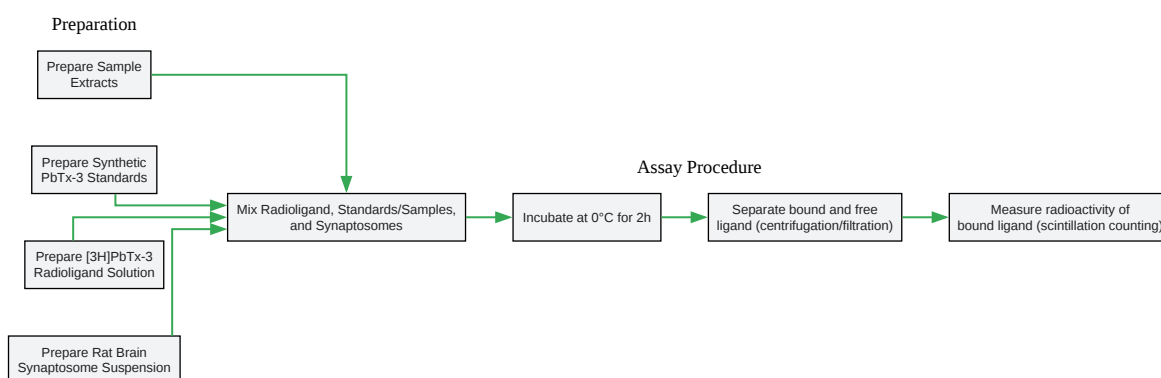 Preparation
Prepare Sample
Extracts
Prepare Synthetic
PbTx-3 Standards
Prepare [3H]PbTx-3
Radioligand Solution
Prepare Rat Brain
Synaptosome Suspension
Assay Procedure
Mix Radioligand, Standards/Samples,
and Synaptosomes
Incubate at 0°C for 2h
Separate bound and free
ligand (centrifugation/filtration)
Measure radioactivity of
bound ligand (scintillation counting)